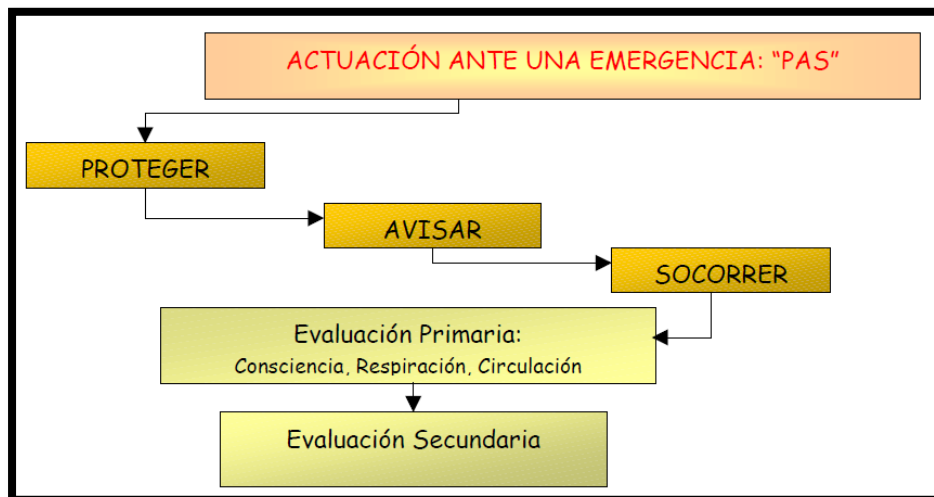 ACTUACIÓN ANTE UNA EMERGENCIA: “PAS”
PROTEGER
AVISAR
SOCORRER
Evaluación Primaria:
Consciencia, Respiración, Circulación
Evaluación Secundaria